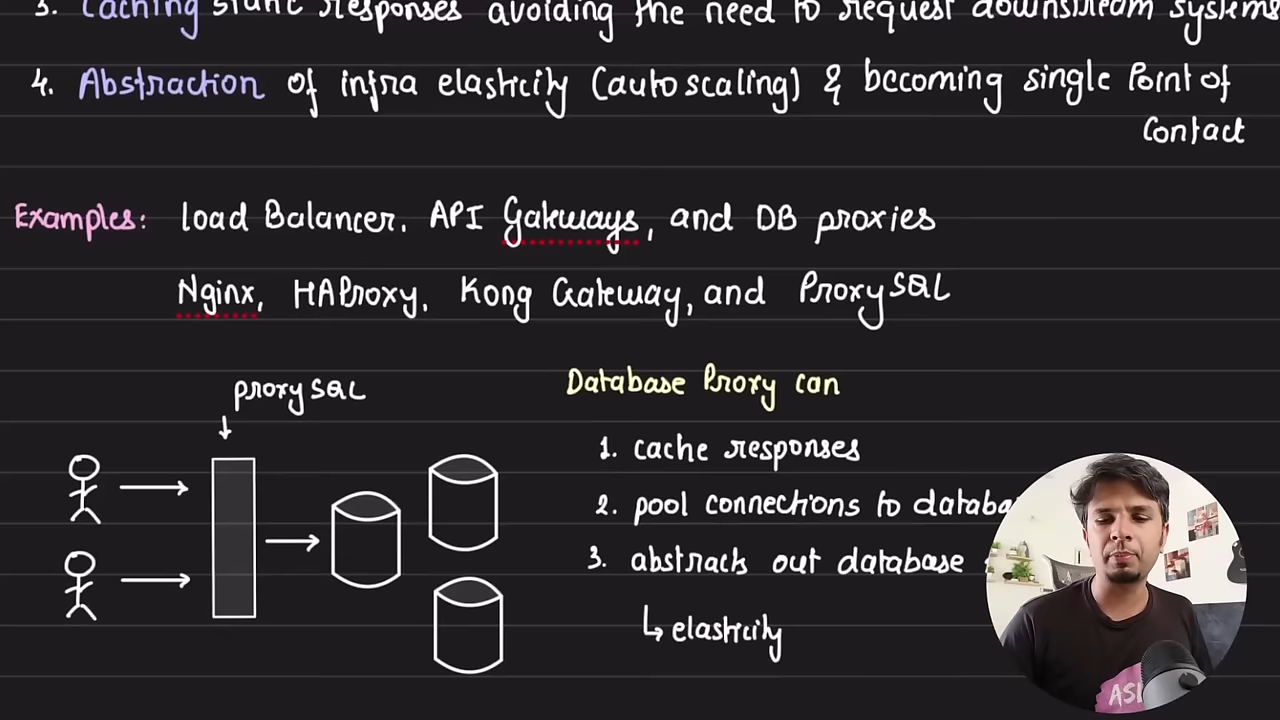 3. Caching static responses avoiding the need to request downstream systems
4. Abstraction of infra elasticity (autoscaling) & becoming single Point of
Contact
Examples: load Balancer, API Gateways, and DB proxies
Nginx, HAProxy, Kong Gateway, and ProxySQL
proxySQL
Database Proxy can
1. cache responses
2. pool connections to databa
3. abstracts out database
↳ elasticity
ASI